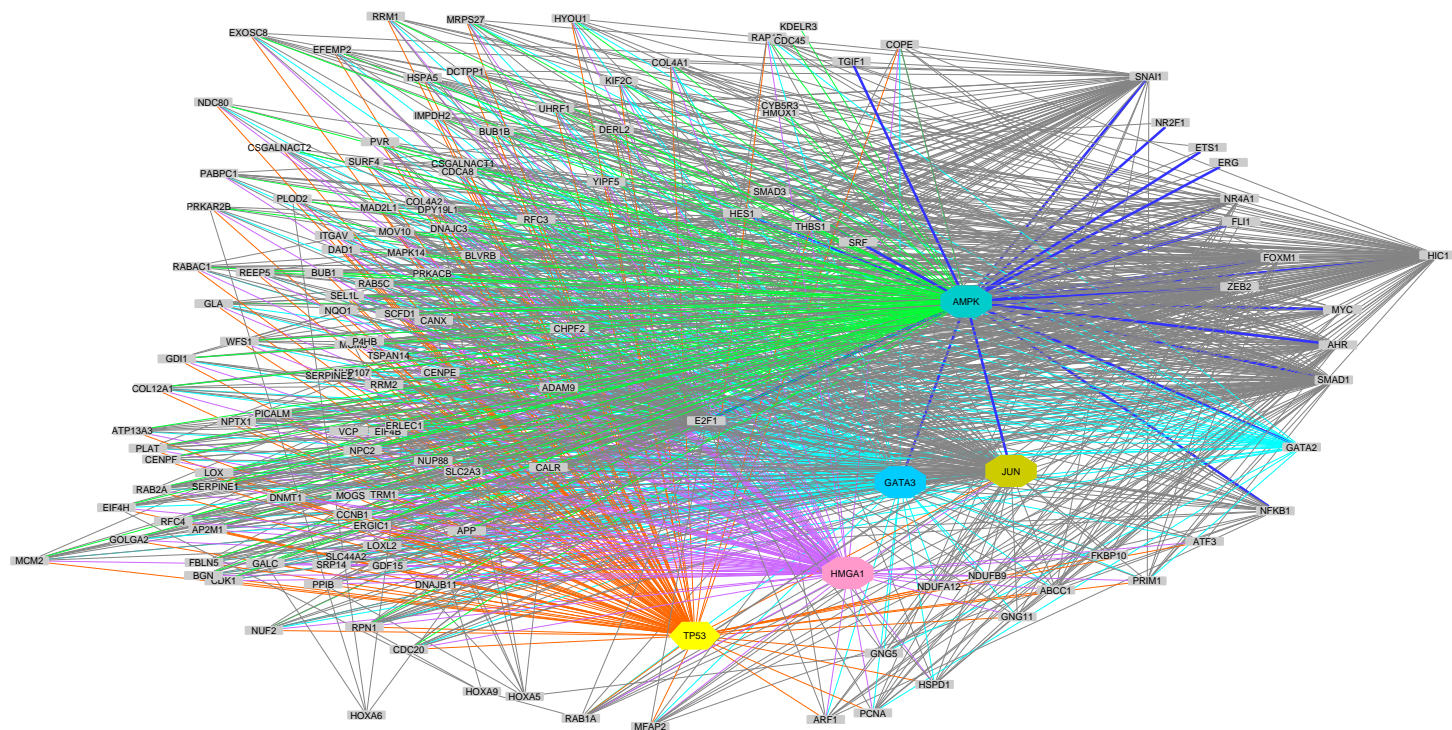 RRM1
MRPS27
HYOU1
KDELR3
EXOSC8
CDC45
COPE
EFEMP2
COL4A1
TGIF1
DCTPP1
HSPA5
KIF2C
SNAI1
NDC80
CYB5R3
UHRF1
HMOX1
IMPDH2
NR2F1
DERL2
BUB1B
PVR
ETS1
CSGALNACT2
ERG
SURF4
CSGALNACT1
CDCA8
PABPC1
YIPF5
SMAD3
PLOD2
COL4A2
NR4A1
PRKAR2B
MAD2L1
DPY19L1
HES1
RFC3
FLI1
DNAJC3
THBS1
MOV10
ITGAV
SRF
DAD1
MAPK14
BLVRB
HIC1
FOXM1
RABAC1
REEP5
BUB1
PRKACB
RAB5C
ZEB2
SEL1L
AMPK
GLA
NQO1
MYC
SCFD1
CANX
CHPF2
WFS1
P4HB
AHR
TSPAN14
GDI1
CENPE
SERPINE2
SMAD1
RRM2
COL12A1
ADAM9
PICALM
NPTX1
E2F1
ERLEC1
ATP13A3
VCP
EIF4B
PLAT
GATA2
NPC2
CENPF
NUP88
CALR
LOX
SLC2A3
JUN
GATA3
RAB2A
SERPINE1
DNMT1
MOGS
TRM1
EIF4H
CCNB1
NFKB1
RFC4
AP2M1
ERGIC1
APP
GOLGA2
ATF3
LOXL2
MCM2
FBLN5
GALC
SLC44A2
SRP14
GDF15
FKBP10
BGN
CDK1
HMGA1
NDUFB9
PRIM1
PPIB
DNAJB11
NDUFA12
ABCC1
GNG11
NUF2
RPN1
TP53
CDC20
GNG5
HSPD1
HOXA9
HOXA5
HOXA6
RAB1A
ARF1
PCNA
MFAP2